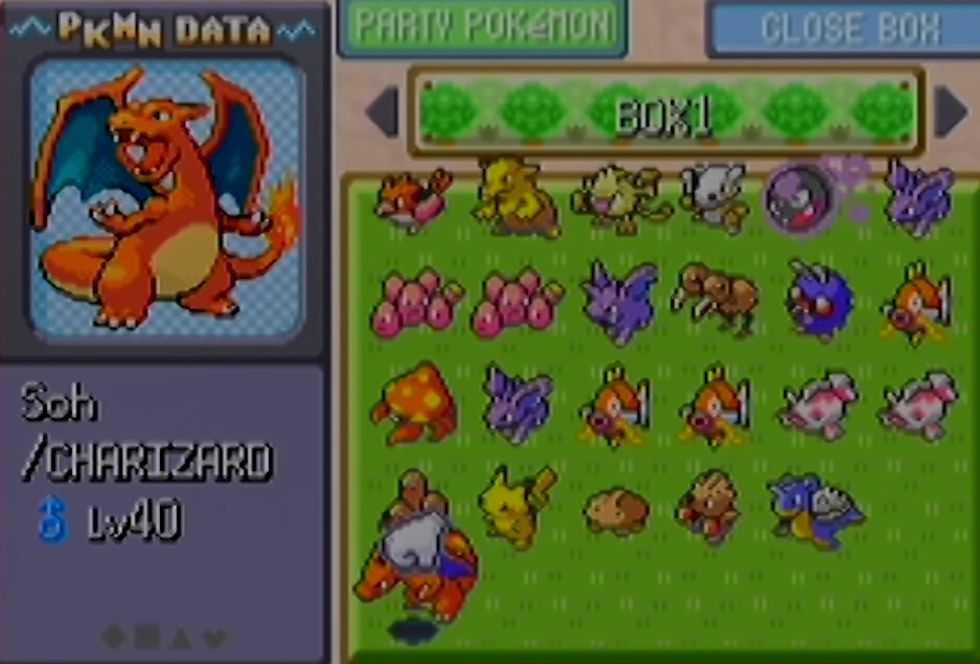 PKMN DATA
PARTY POKéMON
CLOSE BOX
BOX1
Soh
/CHARIZARD
♂ Lv40